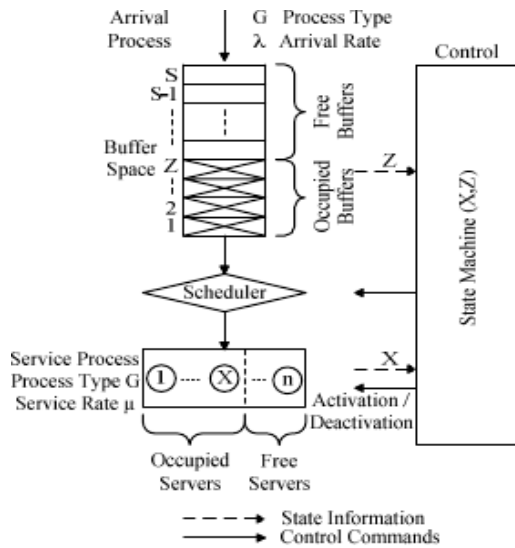 Arrival
Process
G Process Type
λ Arrival Rate
Control
S
S-1
Free
Buffers
Buffer
Space
Z
2
1
Occupied
Buffers
Z
State Machine (X,Z)
Scheduler
Service Process
Process Type G
Service Rate μ
1 X n
X
Activation /
Deactivation
Occupied
Servers
Free
Servers
State Information
Control Commands